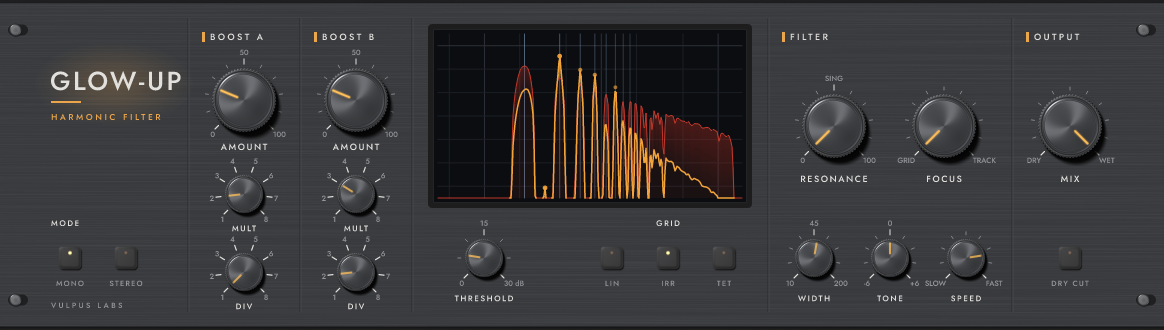 GLOW-UP
HARMONIC FILTER
MODE
MONO STEREO
VULPUS LABS
BOOST A
50
0 100
AMOUNT
4 5
3 6
2 7
1 8
MULT
4 5
3 6
2 7
1 8
DIV
BOOST B
50
0 100
AMOUNT
4 5
3 6
2 7
1 8
MULT
4 5
3 6
2 7
1 8
DIV
15
0 30 dB
THRESHOLD
GRID
LIN IRR TET
FILTER
SING
0 100
RESONANCE
GRID TRACK
FOCUS
45
10 200
WIDTH
0
-6 +6
TONE
SLOW FAST
SPEED
OUTPUT
DRY WET
MIX
DRY CUT